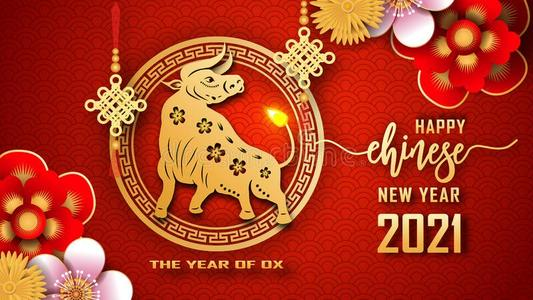 HAPPY
chinese
NEW YEAR
2021
THE YEAR OF OX